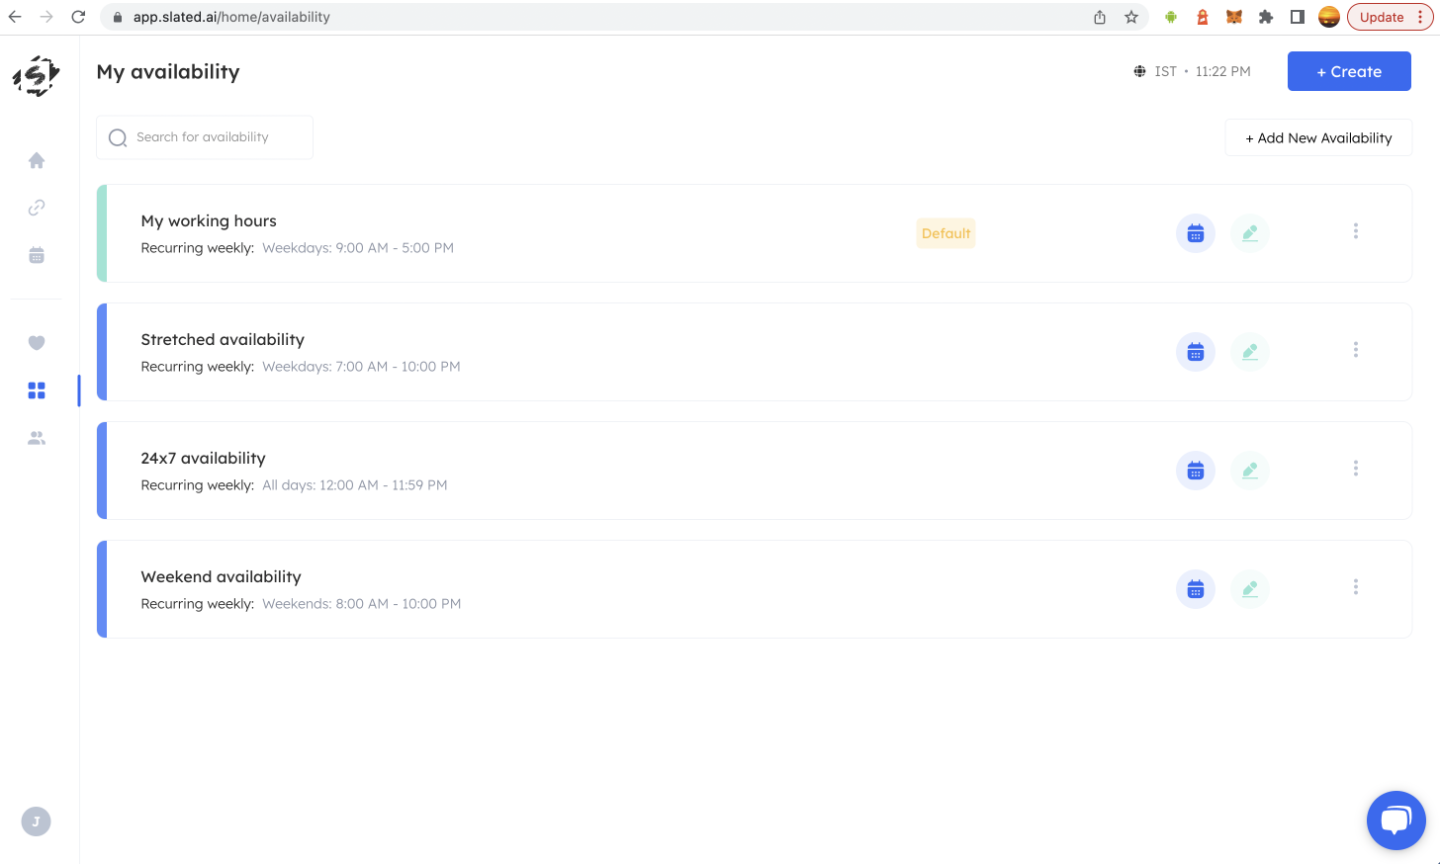 app.slated.ai/home/availability
Update
My availability
IST • 11:22 PM
+ Create
Search for availability
+ Add New Availability
My working hours
Recurring weekly: Weekdays: 9:00 AM - 5:00 PM
Default
Stretched availability
Recurring weekly: Weekdays: 7:00 AM - 10:00 PM
24x7 availability
Recurring weekly: All days: 12:00 AM - 11:59 PM
Weekend availability
Recurring weekly: Weekends: 8:00 AM - 10:00 PM
J